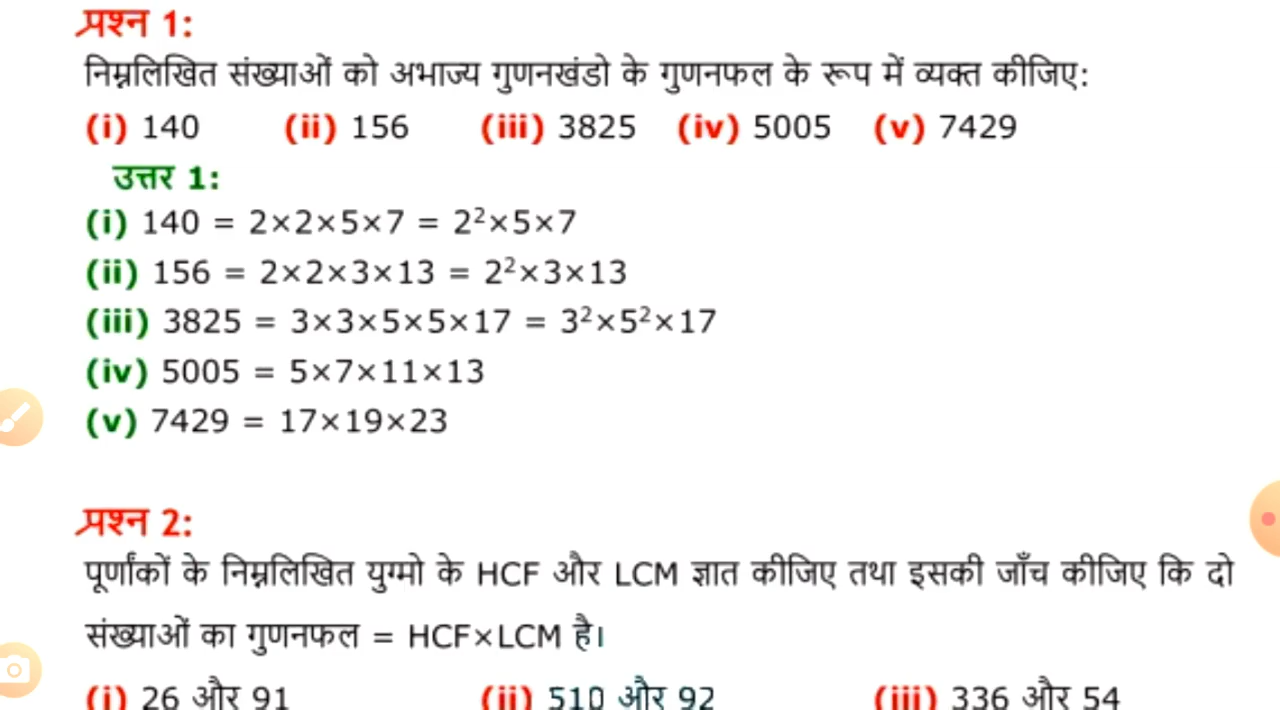 प्रश्न 1:
निम्नलिखित संख्याओं को अभाज्य गुणनखंडो के गुणनफल के रूप में व्यक्त कीजिए:
(i) 140 (ii) 156 (iii) 3825 (iv) 5005 (v) 7429
उत्तर 1:
(i) 140 = 2×2×5×7 = 2²×5×7
(ii) 156 = 2×2×3×13 = 2²×3×13
(iii) 3825 = 3×3×5×5×17 = 3²×5²×17
(iv) 5005 = 5×7×11×13
(v) 7429 = 17×19×23
प्रश्न 2:
पूर्णांकों के निम्नलिखित युग्मो के HCF और LCM ज्ञात कीजिए तथा इसकी जाँच कीजिए कि दो
संख्याओं का गुणनफल = HCF×LCM है।
(i) 26 और 91 (ii) 510 और 92 (iii) 336 और 54